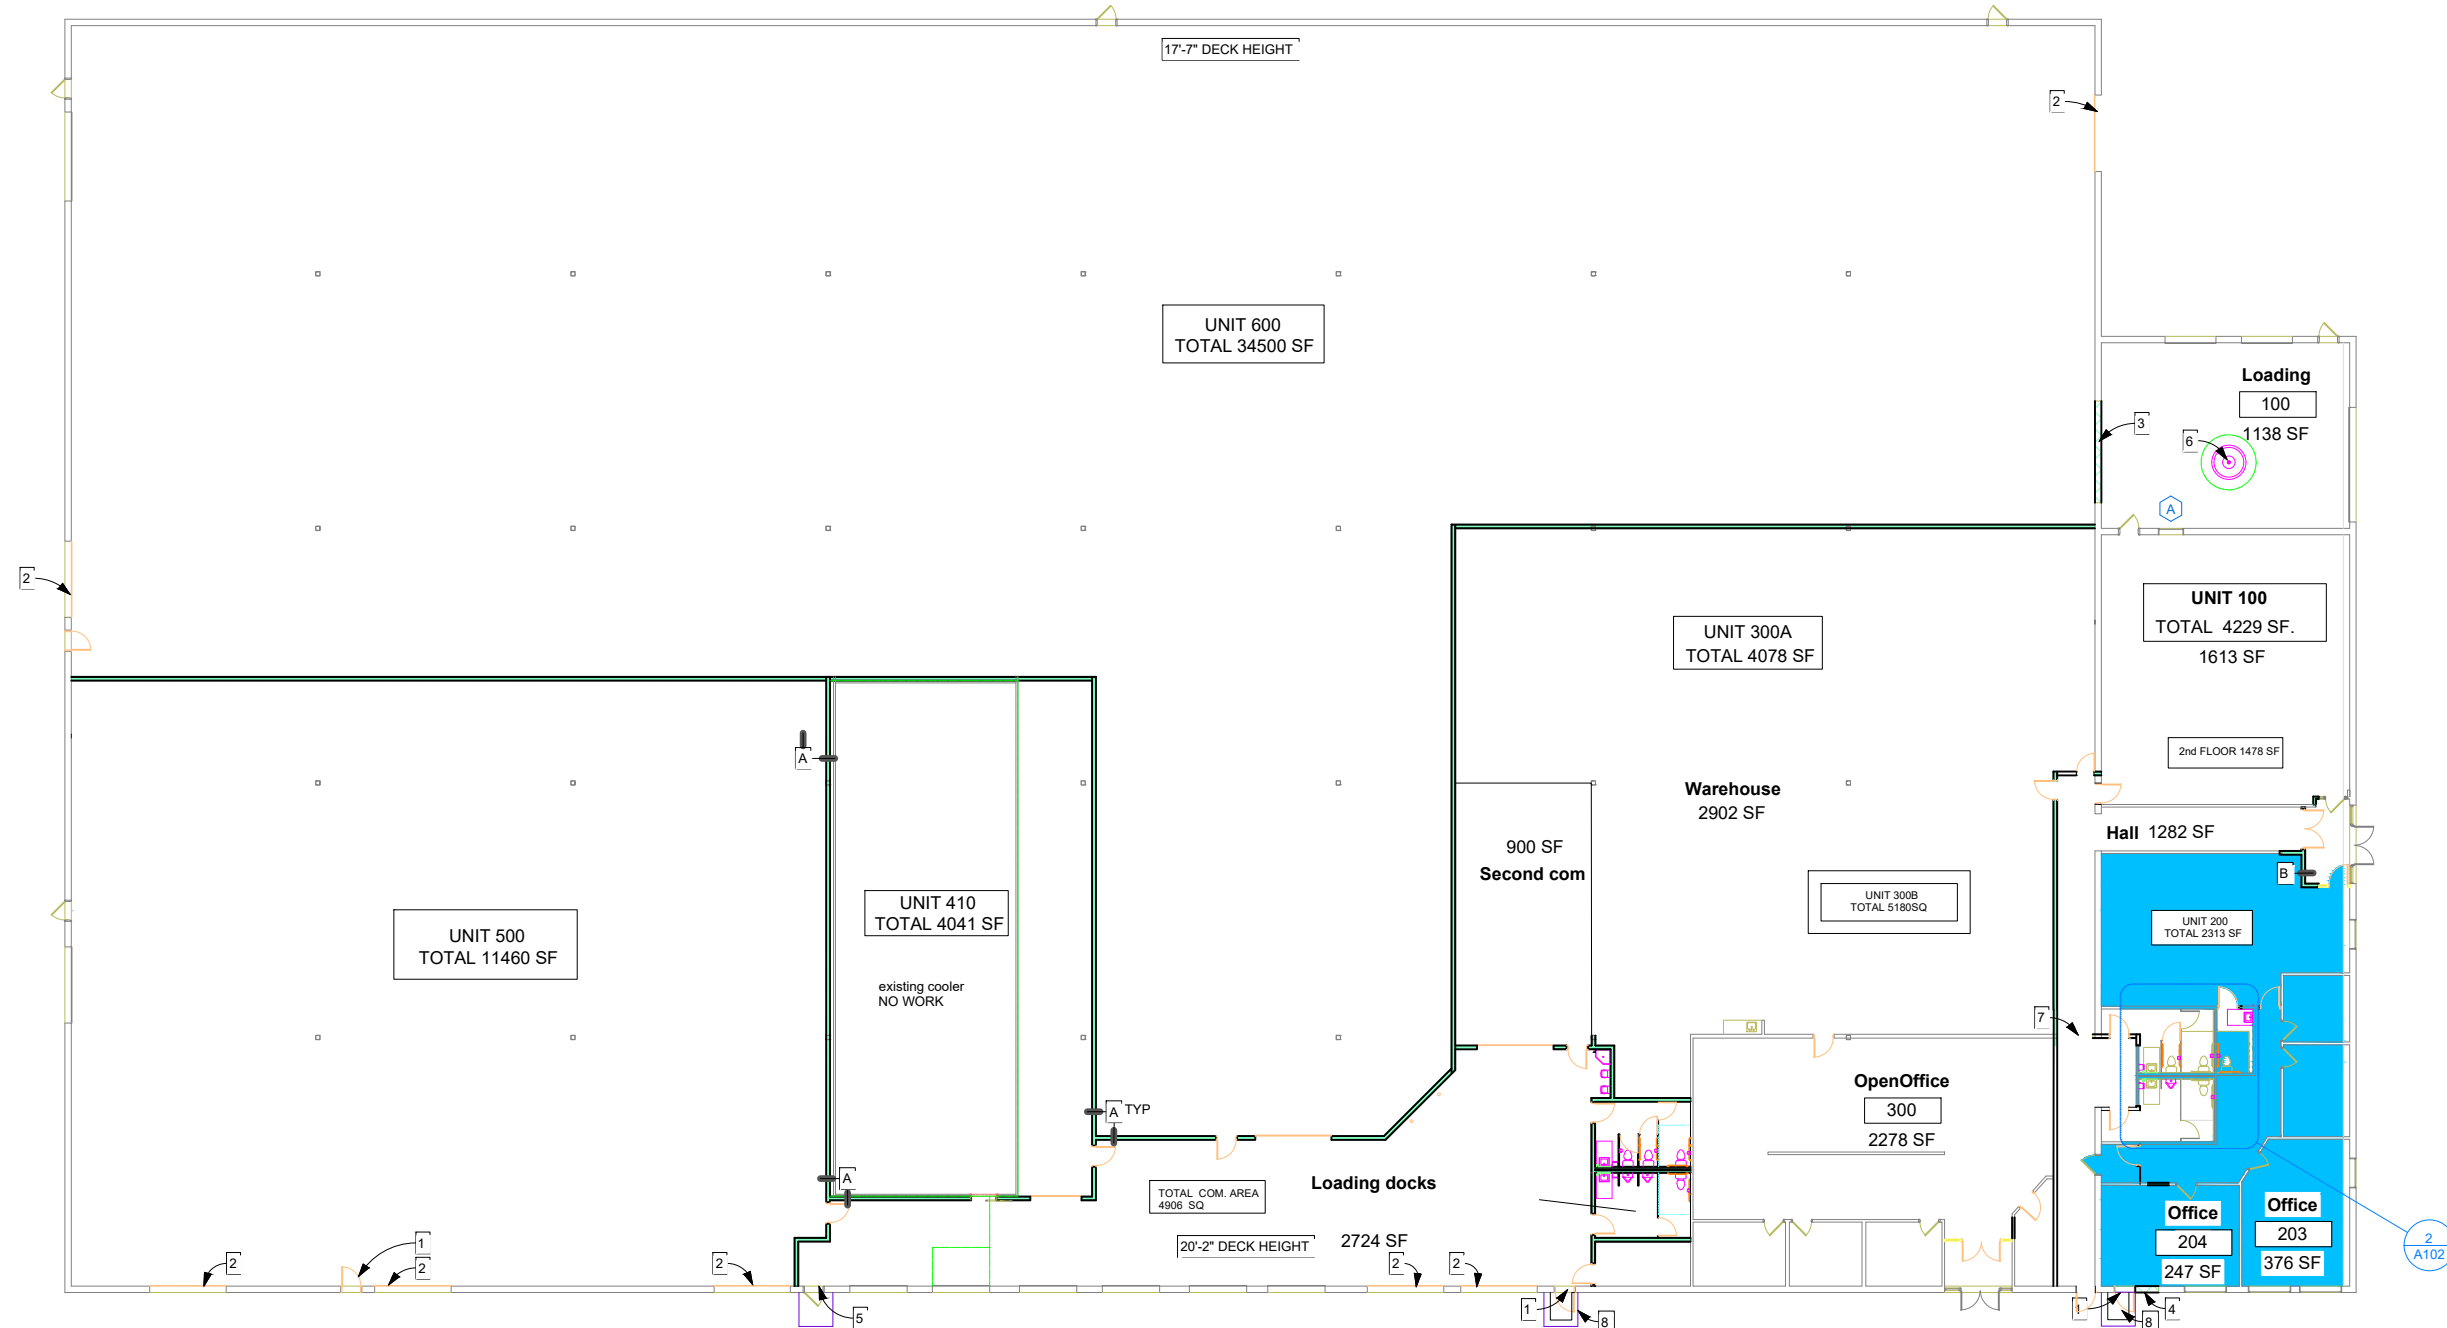 17'-7" DECK HEIGHT
2
UNIT 600
TOTAL 34500 SF
Loading
100
1138 SF
3
6
A
2
UNIT 100
TOTAL 4229 SF.
1613 SF
UNIT 300A
TOTAL 4078 SF
2nd FLOOR 1478 SF
A
Warehouse
2902 SF
Hall 1282 SF
900 SF
Second com
B
UNIT 300B
TOTAL 5180SQ
UNIT 200
TOTAL 2313 SF
UNIT 410
TOTAL 4041 SF
UNIT 500
TOTAL 11460 SF
existing cooler
NO WORK
7
OpenOffice
300
2278 SF
A TYP
A
TOTAL COM. AREA
4906 SQ
Loading docks
2724 SF
20'-2" DECK HEIGHT
Office
204
247 SF
Office
203
376 SF
2
A102
2
1
2
2
2
2
5
1
8
1
8
4